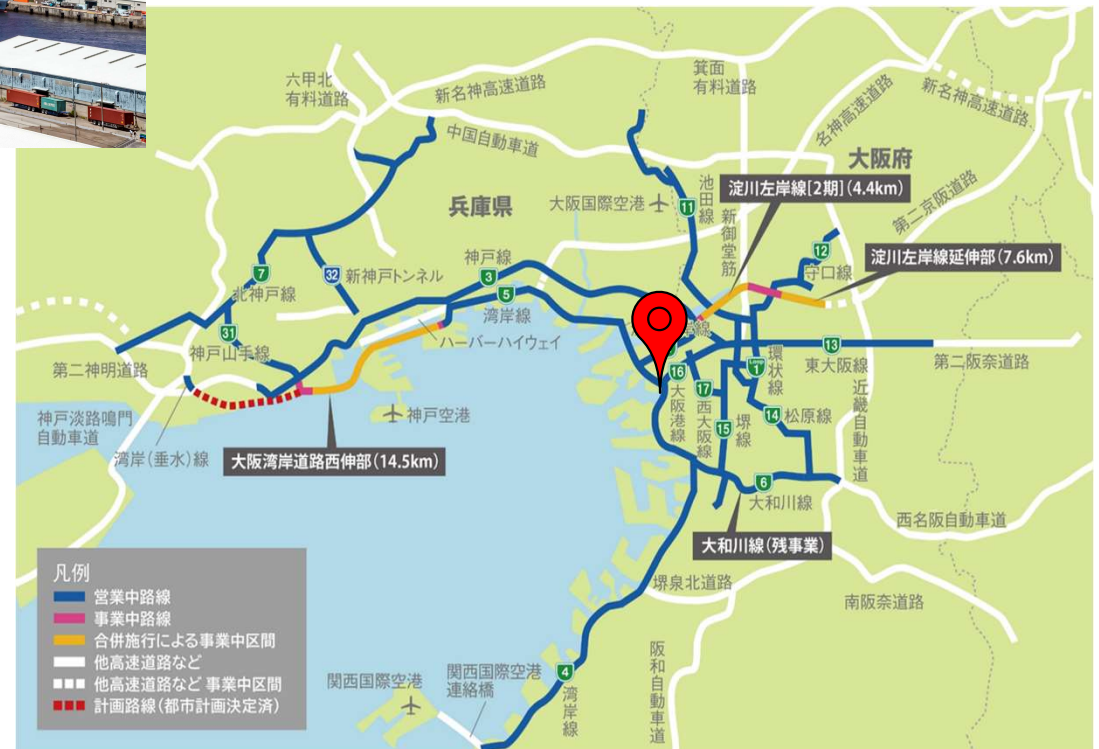 六甲北
有料道路
新名神高速道路
箕面
有料道路
名神高速道路
新名神高速道路
中国自動車道
大阪府
兵庫県
大阪国際空港
11
池田線
新御堂筋
淀川左岸線[2期](4.4km)
第二京阪道路
12
守口線
淀川左岸線延伸部(7.6km)
7
北神戸線
32
新神戸トンネル
神戸線
3
5
湾岸線
ハーバーハイウェイ
31
神戸山手線
第二神明道路
神戸淡路鳴門
自動車道
湾岸(垂水)線
神戸空港
大阪湾岸道路西伸部(14.5km)
16
大阪港線
17
西大阪線
15
堺線
Loop
1
環状線
13
東大阪線
第二阪奈道路
14
松原線
近畿自動車道
6
大和川線
大和川線(残事業)
西名阪自動車道
堺泉北道路
南阪奈道路
阪和自動車道
4
湾岸線
関西国際空港
関西国際空港
連絡橋
凡例
営業中路線
事業中路線
合併施行による事業中区間
他高速道路など
他高速道路など 事業中区間
計画路線(都市計画決定済)